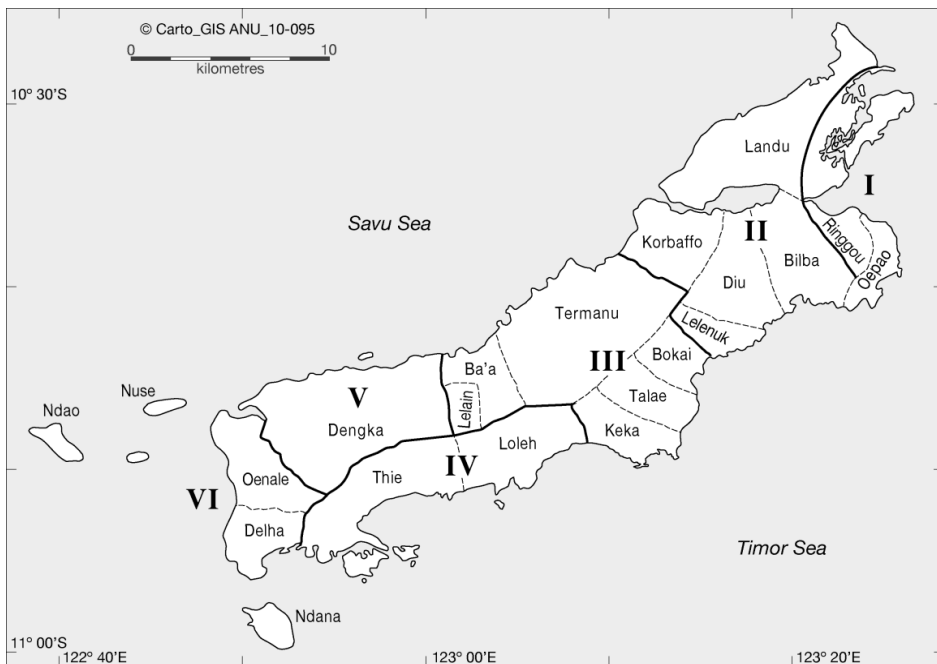 © Carto_GIS ANU_10-095
0 10
kilometres
10° 30'S
Landu
I
Savu Sea
Korbaffo
II
Ringgou
Bilba
Oepao
Diu
Termanu
Lelenuk
III
Bokai
Ba'a
Talae
Nuse
V
Lelain
Ndao
Dengka
Keka
Loleh
IV
Thie
Oenale
VI
Delha
Timor Sea
Ndana
11° 00'S
122° 40'E
123° 00'E
123° 20'E